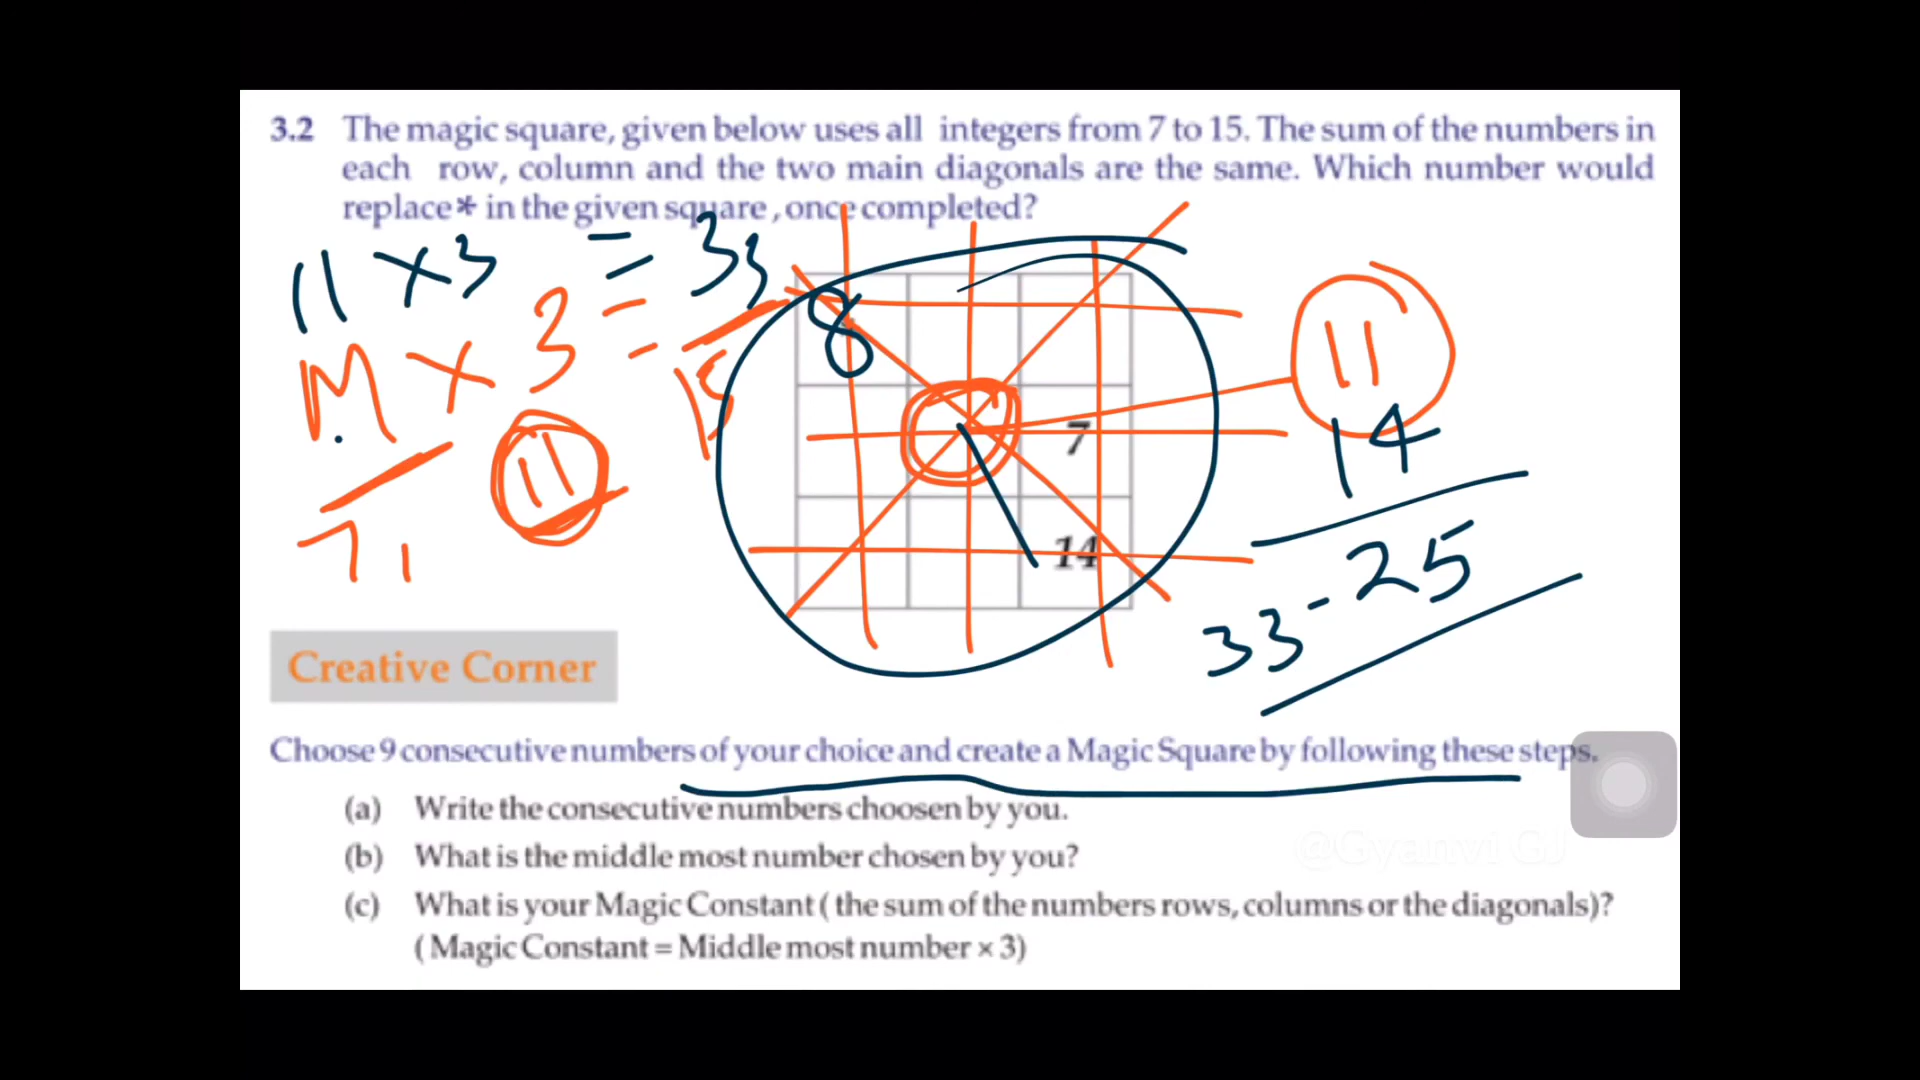 3.2 The magic square, given below uses all integers from 7 to 15. The sum of the numbers in
each row, column and the two main diagonals are the same. Which number would
replace * in the given square, once completed?
11 × 3 = 33
M × 3 = 33
15
7,
11
8
7
14
11
14
25
33 -
Creative Corner
Choose 9 consecutive numbers of your choice and create a Magic Square by following these steps.
(a) Write the consecutive numbers choosen by you.
(b) What is the middle most number chosen by you?
(c) What is your Magic Constant ( the sum of the numbers rows, columns or the diagonals)?
( Magic Constant = Middle most number × 3)
@Gyanvi GJ